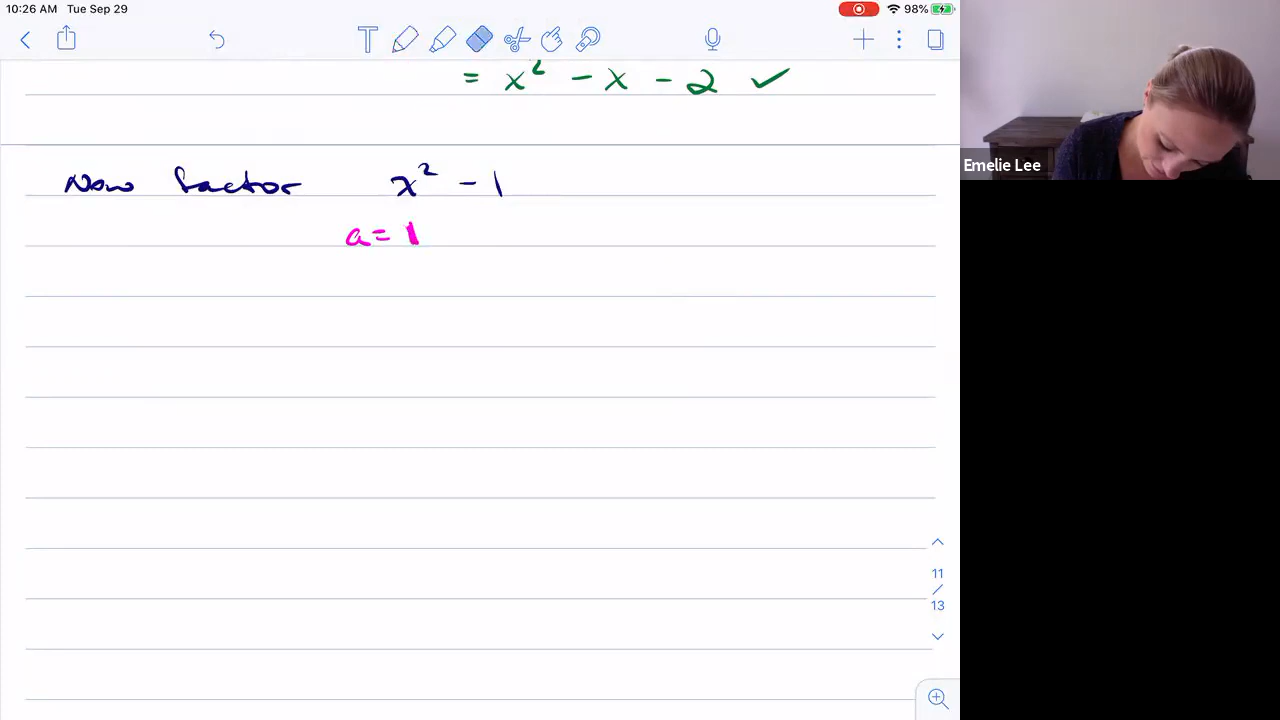 10:26 AM Tue Sep 29
98%
T
= x² - x - 2 ✓
Emelie Lee
Now factor x² - 1
a = 1
11
/
13